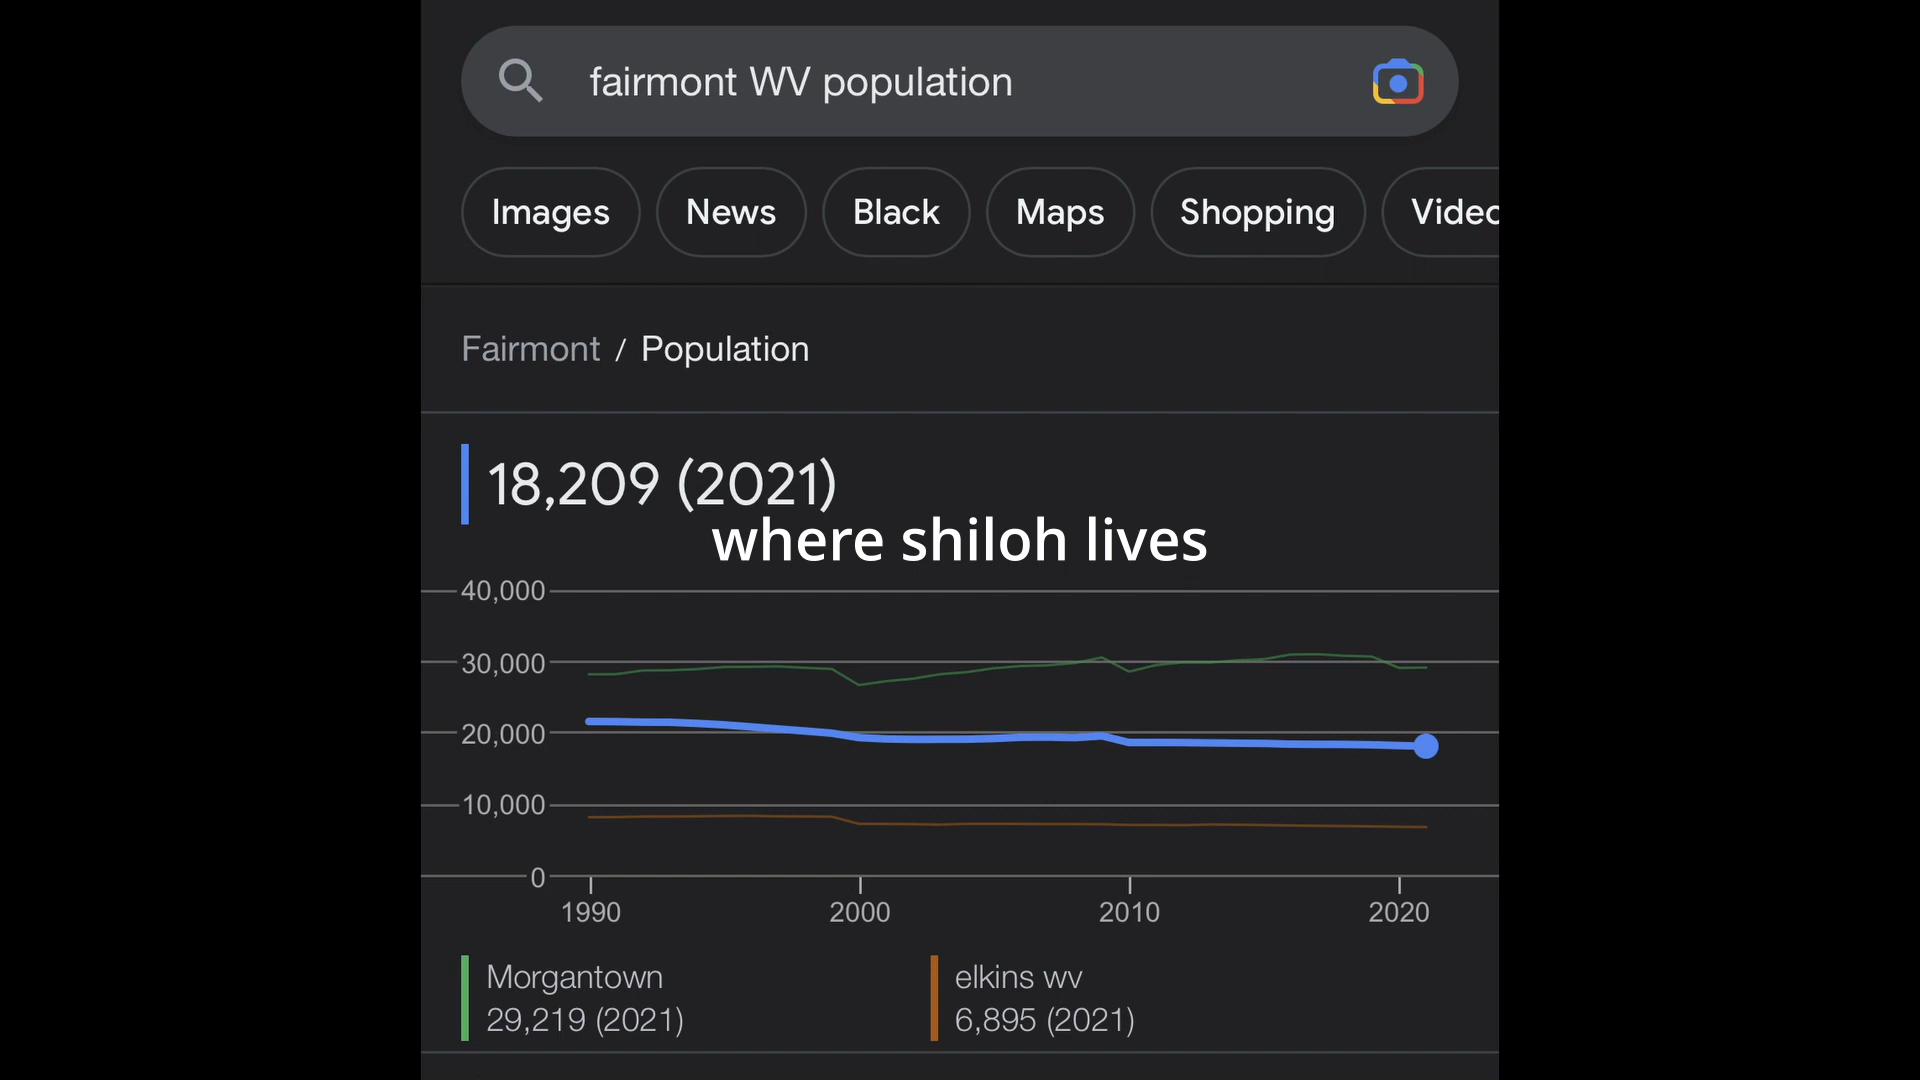 fairmont WV population
Images News Black Maps Shopping Videc
Fairmont / Population
18,209 (2021)
where shiloh lives
40,000
30,000
20,000
10,000
0
1990 2000 2010 2020
Morgantown
29,219 (2021)
elkins wv
6,895 (2021)